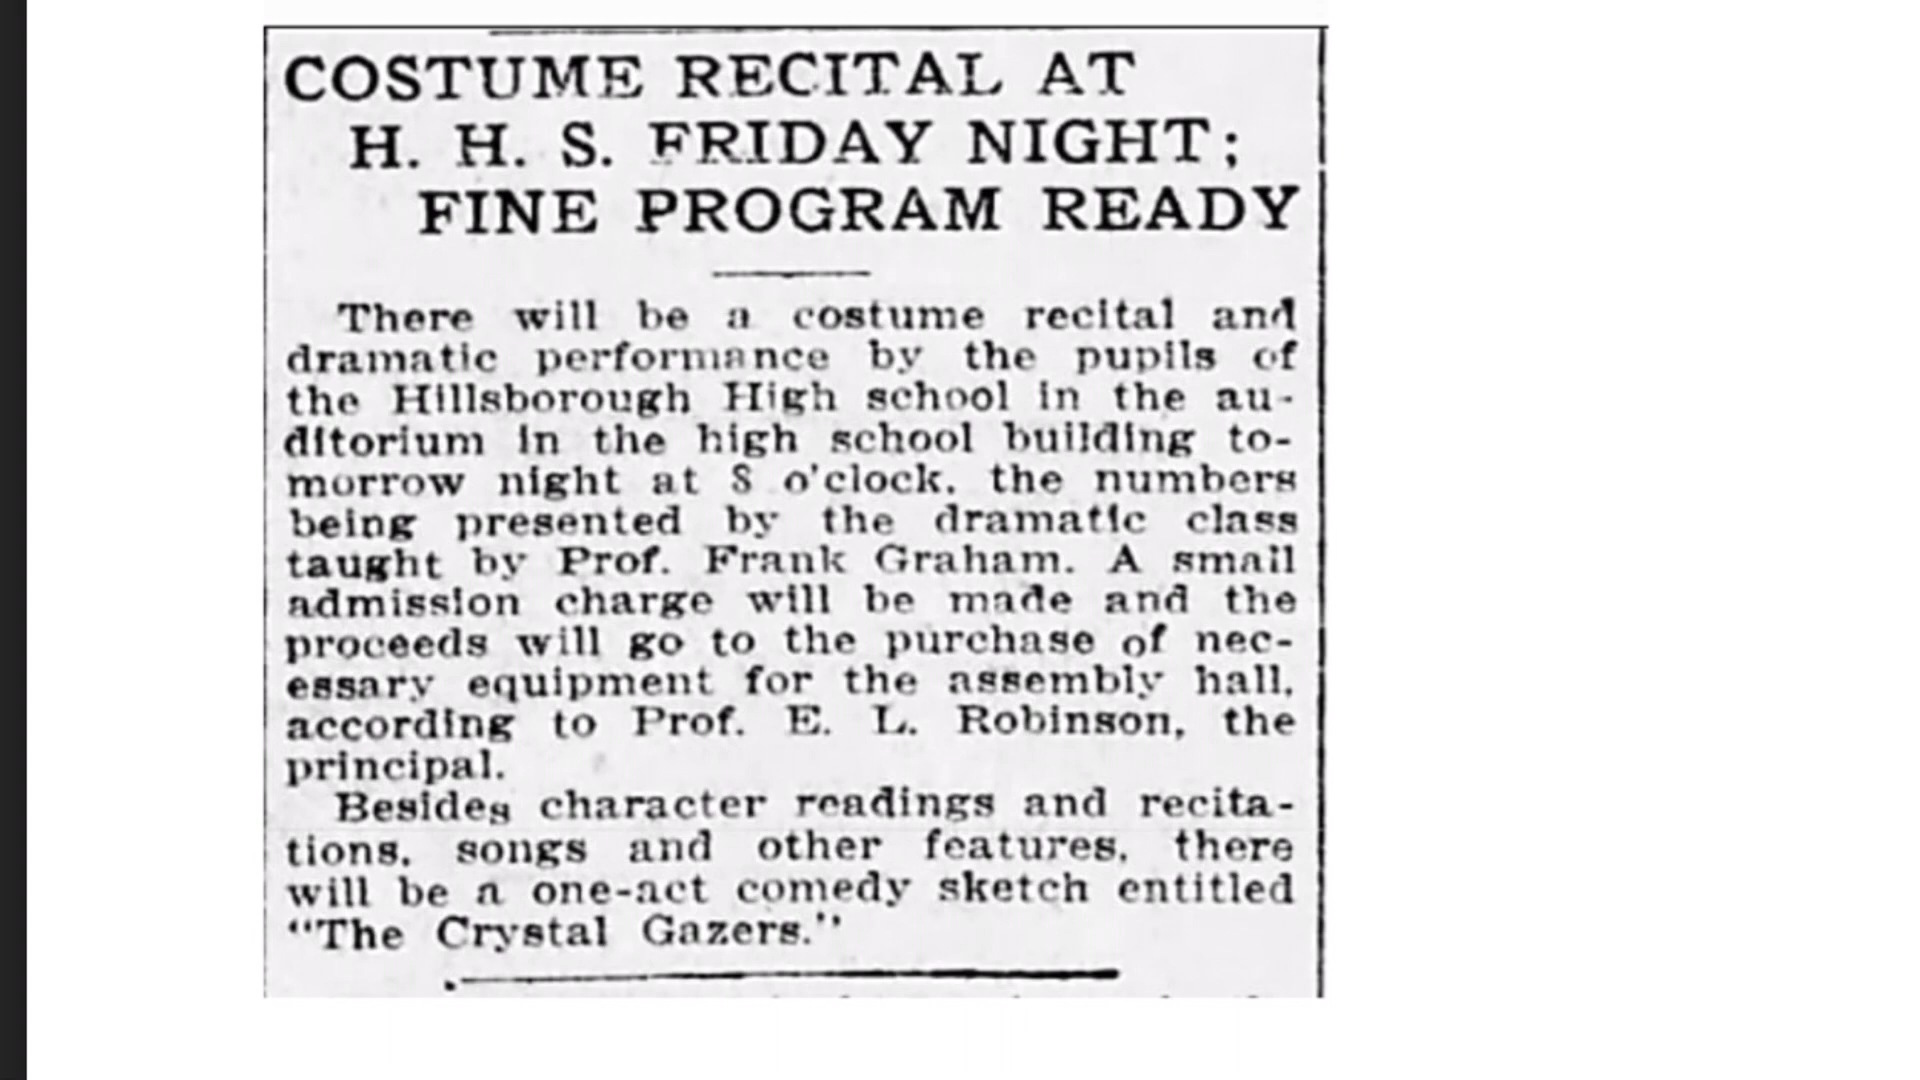 COSTUME RECITAL AT
H. H. S. FRIDAY NIGHT;
FINE PROGRAM READY
There will be a costume recital and
dramatic performance by the pupils of
the Hillsborough High school in the au-
ditorium in the high school building to-
morrow night at 8 o'clock, the numbers
being presented by the dramatic class
taught by Prof. Frank Graham. A small
admission charge will be made and the
proceeds will go to the purchase of nec-
essary equipment for the assembly hall,
according to Prof. E. L. Robinson, the
principal.
Besides character readings and recita-
tions, songs and other features, there
will be a one-act comedy sketch entitled
"The Crystal Gazers."